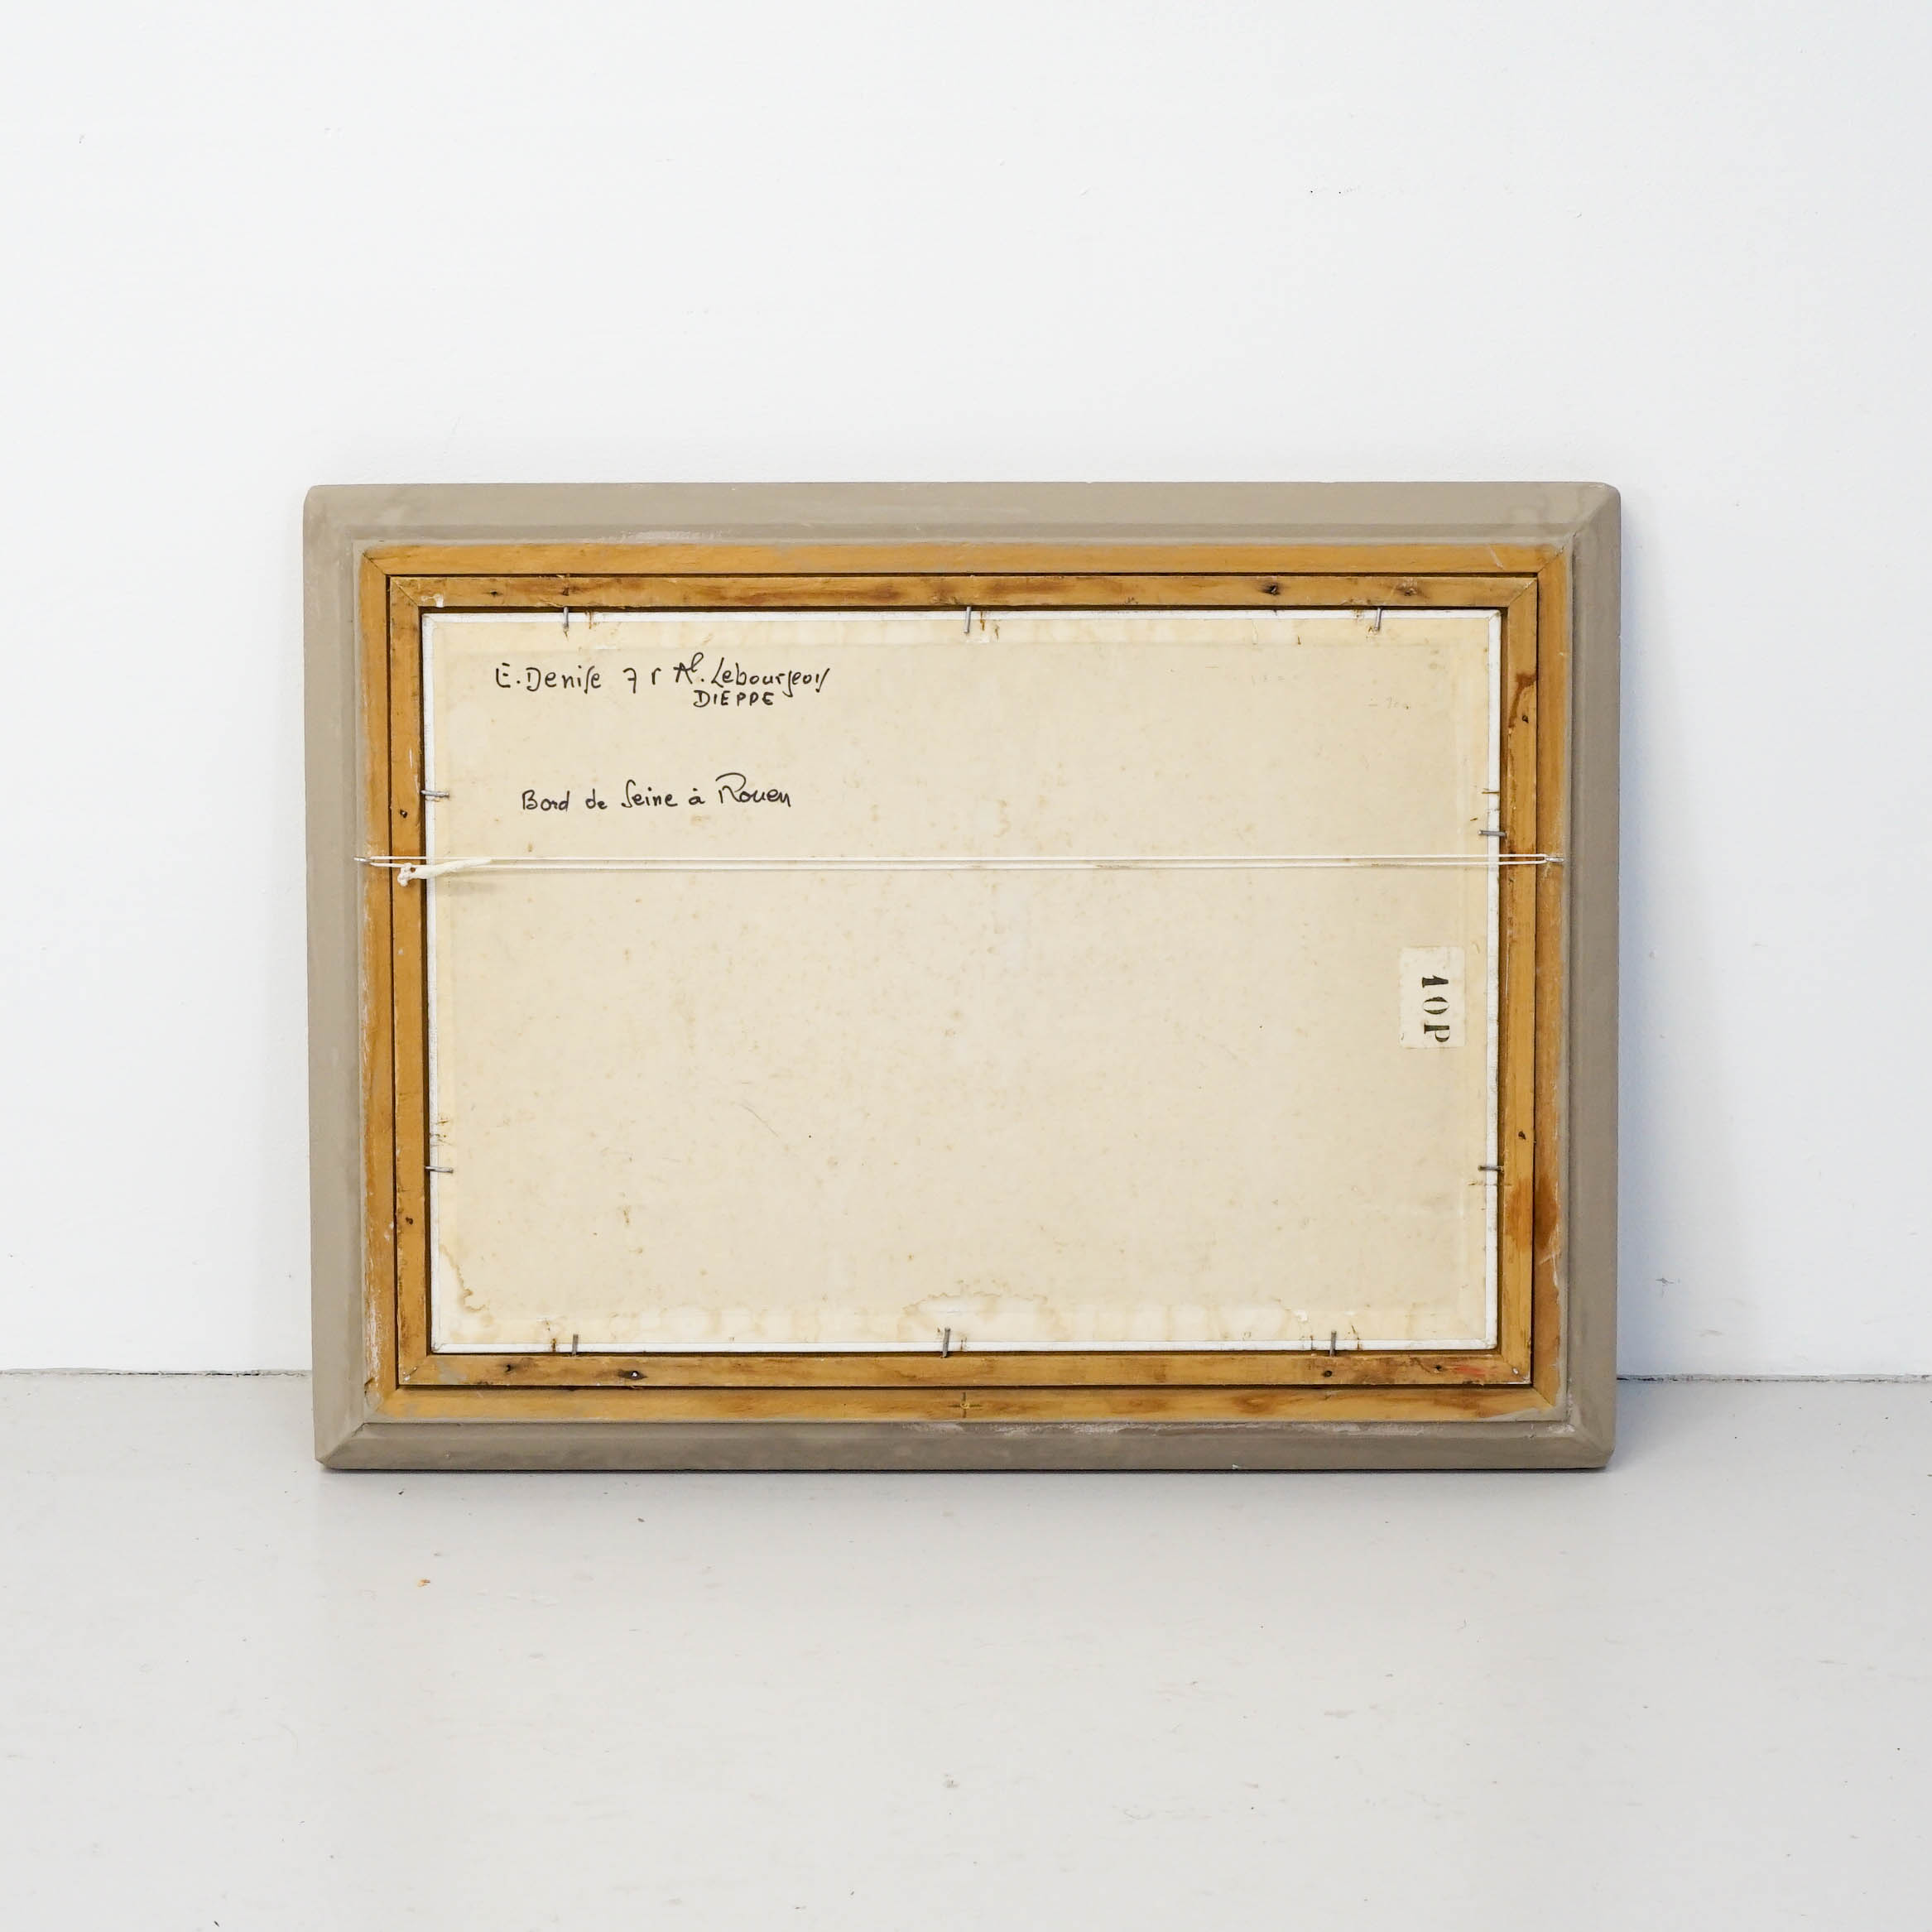 E. Denise 7 r Al. Lebourgeois
DIEPPE
Bord de Seine à Rouen
10P